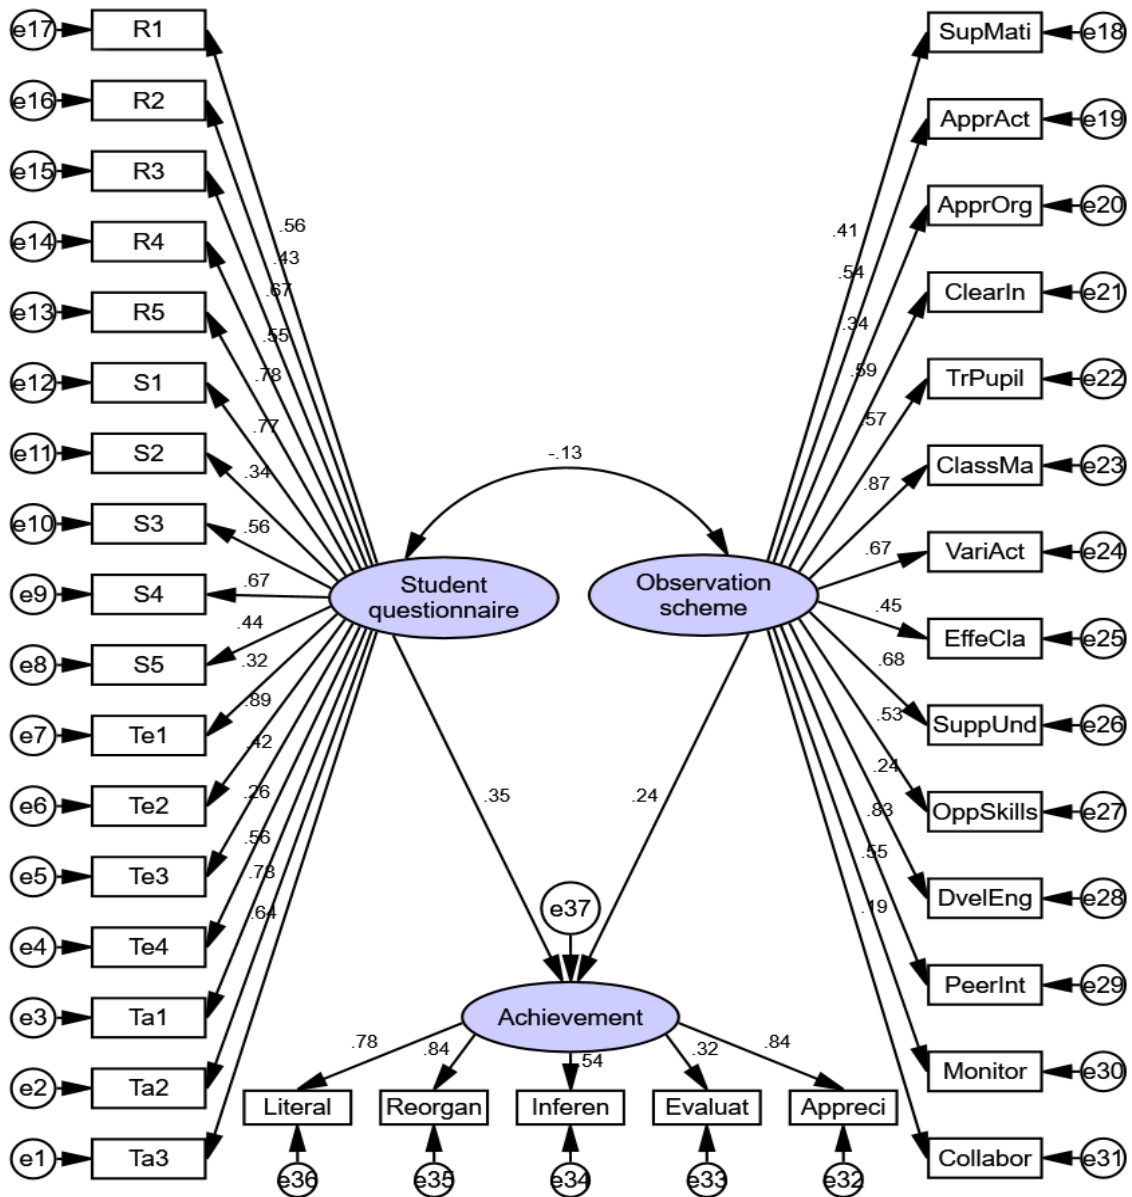 e17 R1
e16 R2
e15 R3
e14 R4
e13 R5
e12 S1
e11 S2
e10 S3
e9 S4
e8 S5
e7 Te1
e6 Te2
e5 Te3
e4 Te4
e3 Ta1
e2 Ta2
e1 Ta3
.56
.43
.67
.55
.78
.77
.34
.56
.67
.44
.32
.89
.42
.26
.56
.78
.64
Student
questionnaire
-.13
Observation
scheme
.41
.54
.34
.59
.57
.87
.67
.45
.68
.53
.24
.83
.55
.19
SupMati e18
ApprAct e19
ApprOrg e20
ClearIn e21
TrPupil e22
ClassMa e23
VariAct e24
EffeCla e25
SuppUnd e26
OppSkills e27
DvelEng e28
PeerInt e29
Monitor e30
Collabor e31
.35
.24
e37
Achievement
.78 .84 .54 .32 .84
Literal Reorgan Inferen Evaluat Appreci
e36 e35 e34 e33 e32